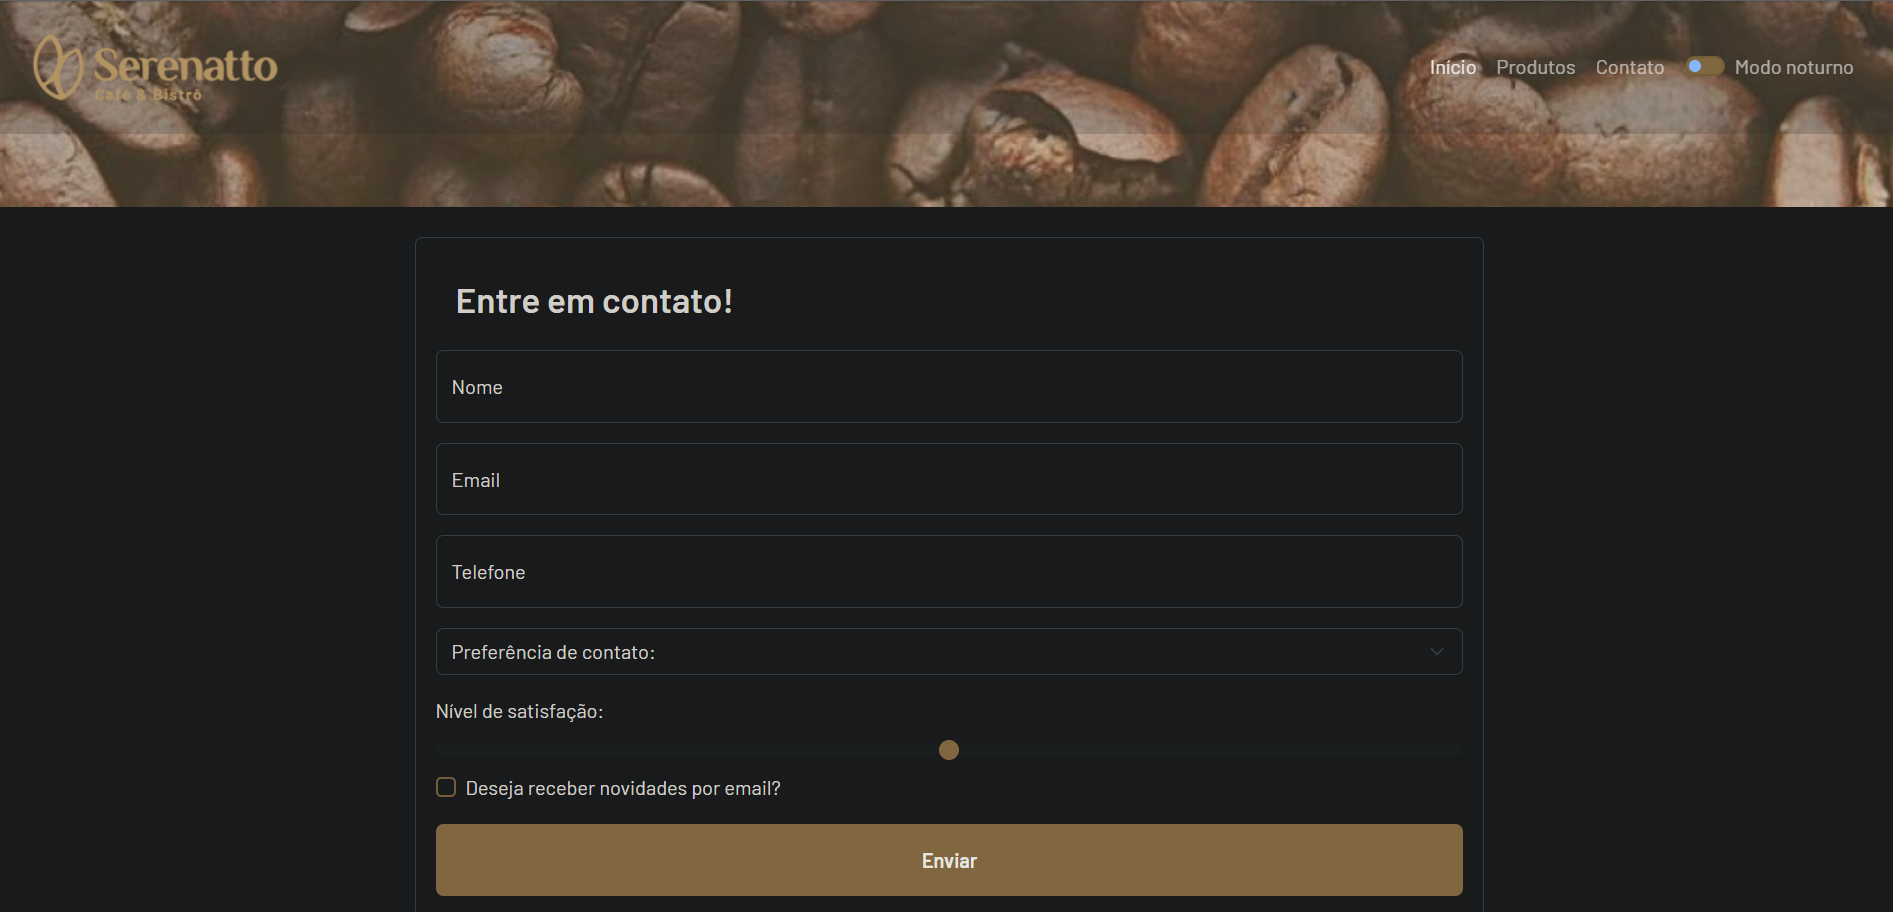 Serenatto
Café & Bistrô
Início Produtos Contato Modo noturno
Entre em contato!
Nome
Email
Telefone
Preferência de contato:
Nível de satisfação:
Deseja receber novidades por email?
Enviar